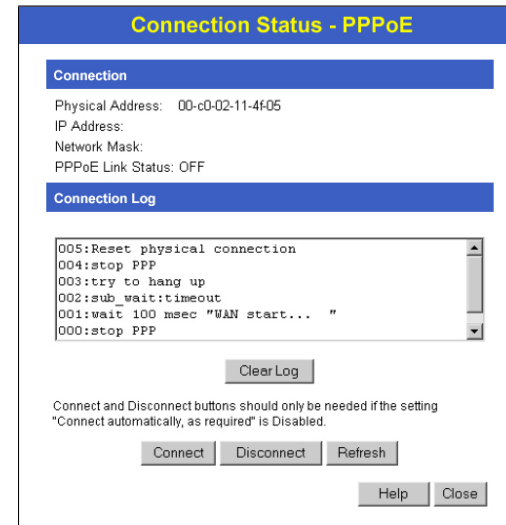 Connection Status - PPPoE
Connection
Physical Address: 00-c0-02-11-4f-05
IP Address:
Network Mask:
PPPoE Link Status: OFF
Connection Log
005:Reset physical connection
004:stop PPP
003:try to hang up
002:sub_wait:timeout
001:wait 100 msec "WAN start... "
000:stop PPP
Clear Log
Connect and Disconnect buttons should only be needed if the setting
"Connect automatically, as required" is Disabled.
Connect Disconnect Refresh
Help Close